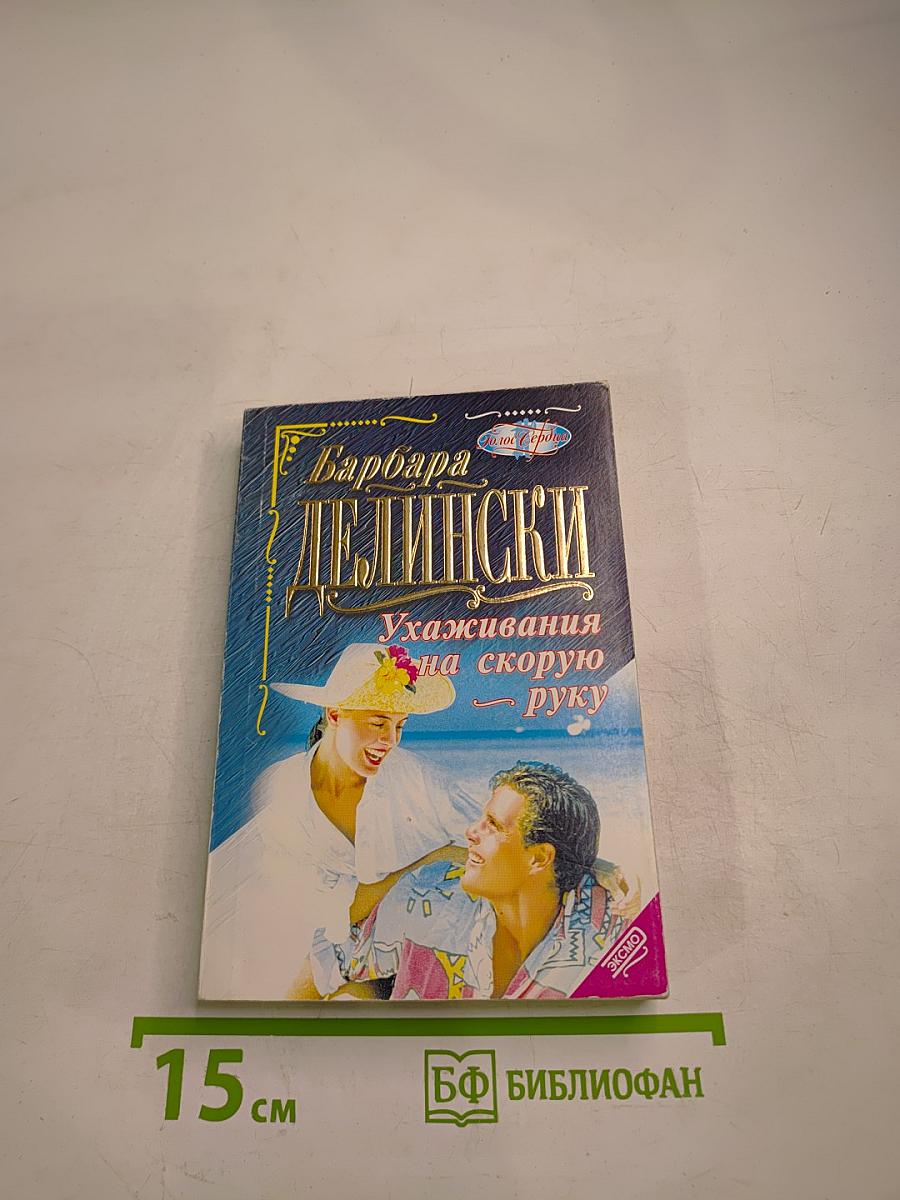 Голос Сердца
Барбара
ДЕЛИНСКИ
Ухаживания
на скорую
руку
ЭКСМО
15 см
БФ БИБЛИОФАН